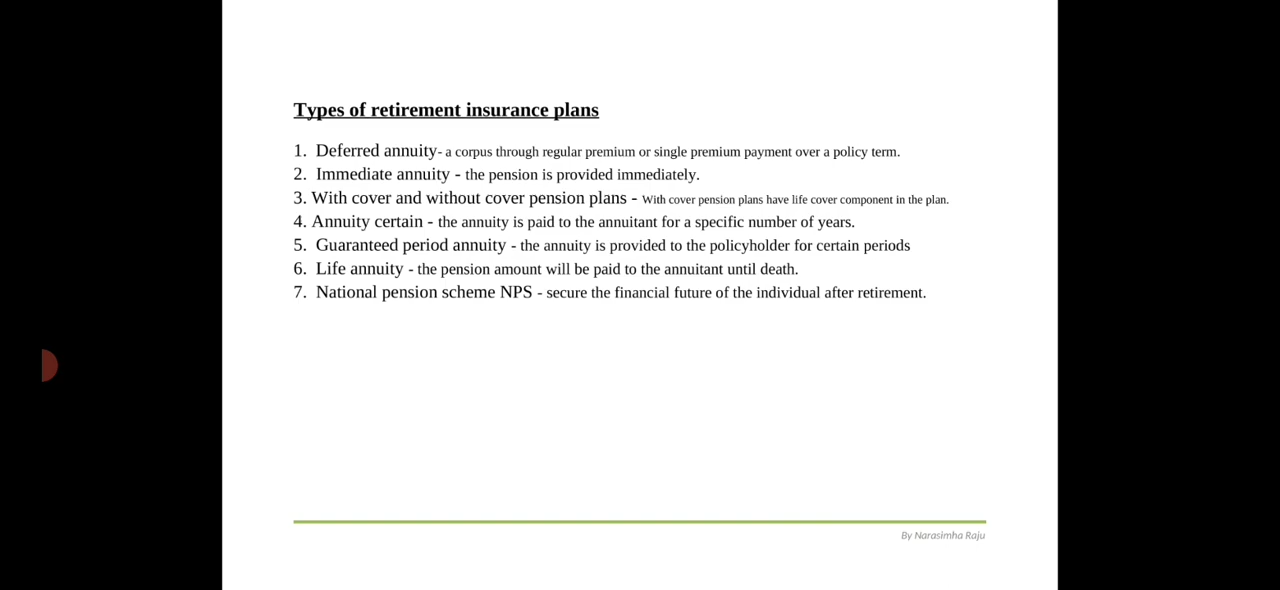 Types of retirement insurance plans
1. Deferred annuity- a corpus through regular premium or single premium payment over a policy term.
2. Immediate annuity - the pension is provided immediately.
3. With cover and without cover pension plans - With cover pension plans have life cover component in the plan.
4. Annuity certain - the annuity is paid to the annuitant for a specific number of years.
5. Guaranteed period annuity - the annuity is provided to the policyholder for certain periods
6. Life annuity - the pension amount will be paid to the annuitant until death.
7. National pension scheme NPS - secure the financial future of the individual after retirement.
By Narasimha Raju